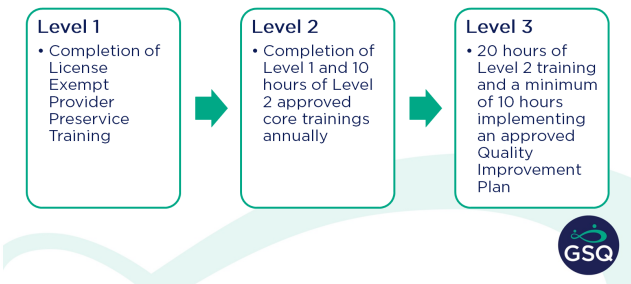 Level 1
• Completion of
License
Exempt
Provider
Preservice
Training
Level 2
• Completion of
Level 1 and 10
hours of Level
2 approved
core trainings
annually
Level 3
• 20 hours of
Level 2 training
and a minimum
of 10 hours
implementing
an approved
Quality
Improvement
Plan
GSQ